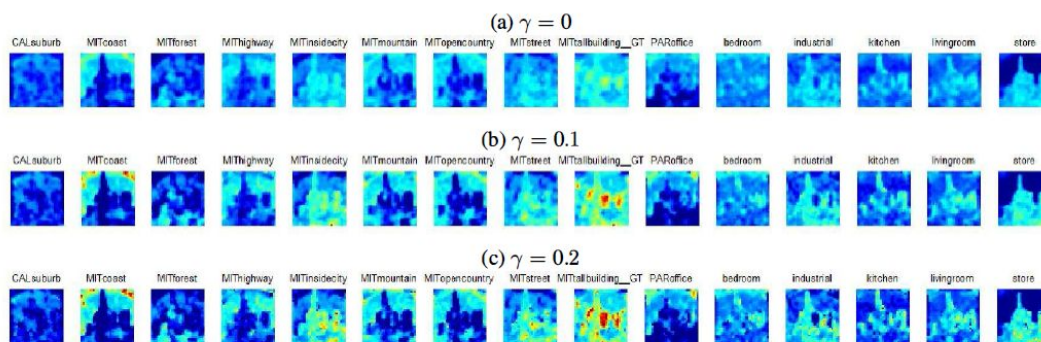 (a) γ = 0
CALsuburb MITcoast MITforest MIThighway MITinsidecity MITmountain MITopencountry MITstreet MITtallbuilding__GT PARoffice bedroom industrial kitchen livingroom store
(b) γ = 0.1
CALsuburb MITcoast MITforest MIThighway MITinsidecity MITmountain MITopencountry MITstreet MITtallbuilding__GT PARoffice bedroom industrial kitchen livingroom store
(c) γ = 0.2
CALsuburb MITcoast MITforest MIThighway MITinsidecity MITmountain MITopencountry MITstreet MITtallbuilding__GT PARoffice bedroom industrial kitchen livingroom store